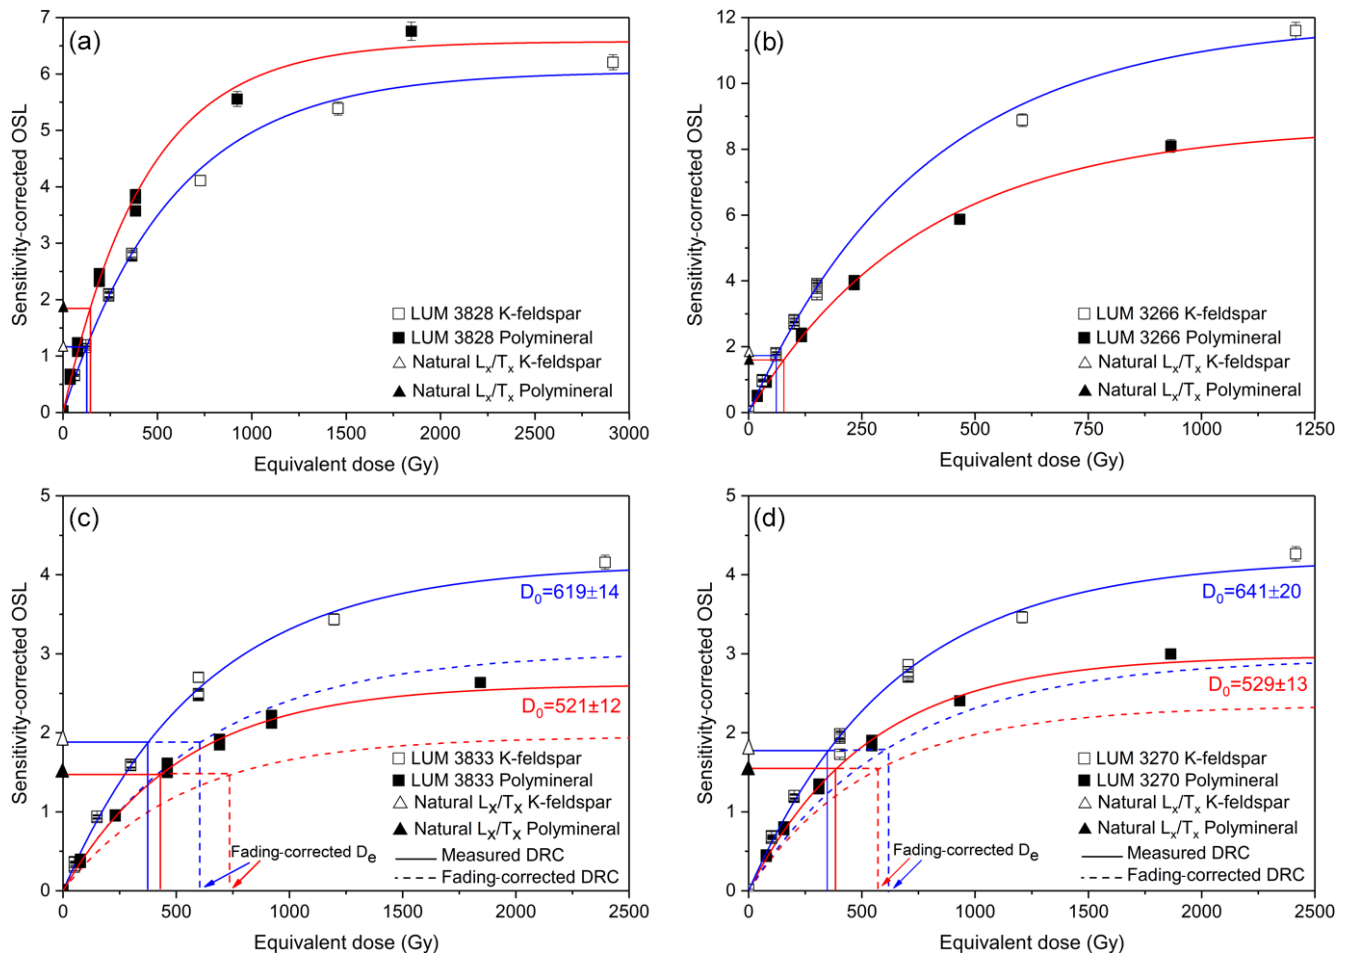 (a)
Sensitivity-corrected OSL
7
6
5
4
3
2
1
0
LUM 3828 K-feldspar
LUM 3828 Polymineral
Natural Lx/Tx K-feldspar
Natural Lx/Tx Polymineral
0 500 1000 1500 2000 2500 3000
Equivalent dose (Gy)
(b)
Sensitivity-corrected OSL
12
10
8
6
4
2
0
LUM 3266 K-feldspar
LUM 3266 Polymineral
Natural Lx/Tx K-feldspar
Natural Lx/Tx Polymineral
0 250 500 750 1000 1250
Equivalent dose (Gy)
(c)
Sensitivity-corrected OSL
5
4
3
2
1
0
D0=619±14
D0=521±12
LUM 3833 K-feldspar
LUM 3833 Polymineral
Natural Lx/Tx K-feldspar
Natural Lx/Tx Polymineral
Measured DRC
Fading-corrected DRC
Fading-corrected De
0 500 1000 1500 2000 2500
Equivalent dose (Gy)
(d)
Sensitivity-corrected OSL
5
4
3
2
1
0
D0=641±20
D0=529±13
LUM 3270 K-feldspar
LUM 3270 Polymineral
Natural Lx/Tx K-feldspar
Natural Lx/Tx Polymineral
Measured DRC
Fading-corrected DRC
Fading-corrected De
0 500 1000 1500 2000 2500
Equivalent dose (Gy)